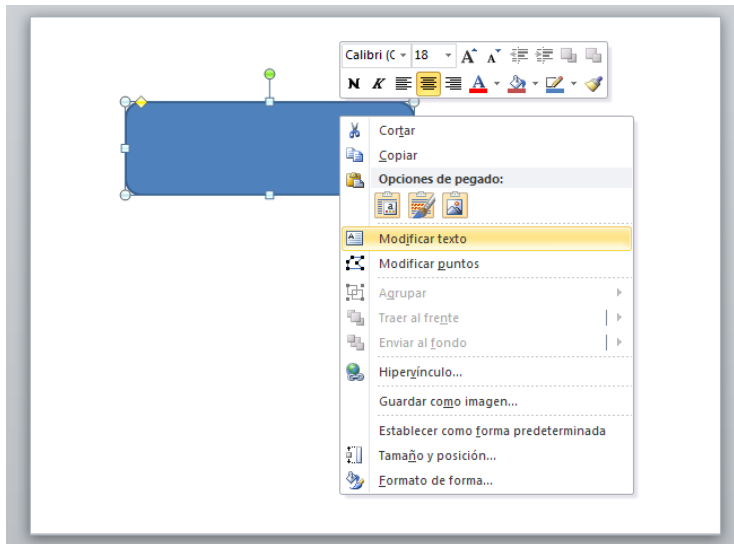 Calibri (C 18 A A
N K A
Cortar
Copiar
Opciones de pegado:
a
Modificar texto
Modificar puntos
Agrupar
Traer al frente
Enviar al fondo
Hipervínculo...
Guardar como imagen...
Establecer como forma predeterminada
Tamaño y posición...
Formato de forma...